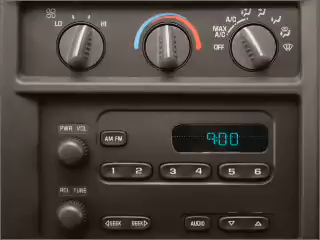 LO HI
A/C
MAX A/C
OFF
9:00
PWR VOL
AM FM
1 2 3 4 5 6
TUNE
SEEK SEEK
AUDIO